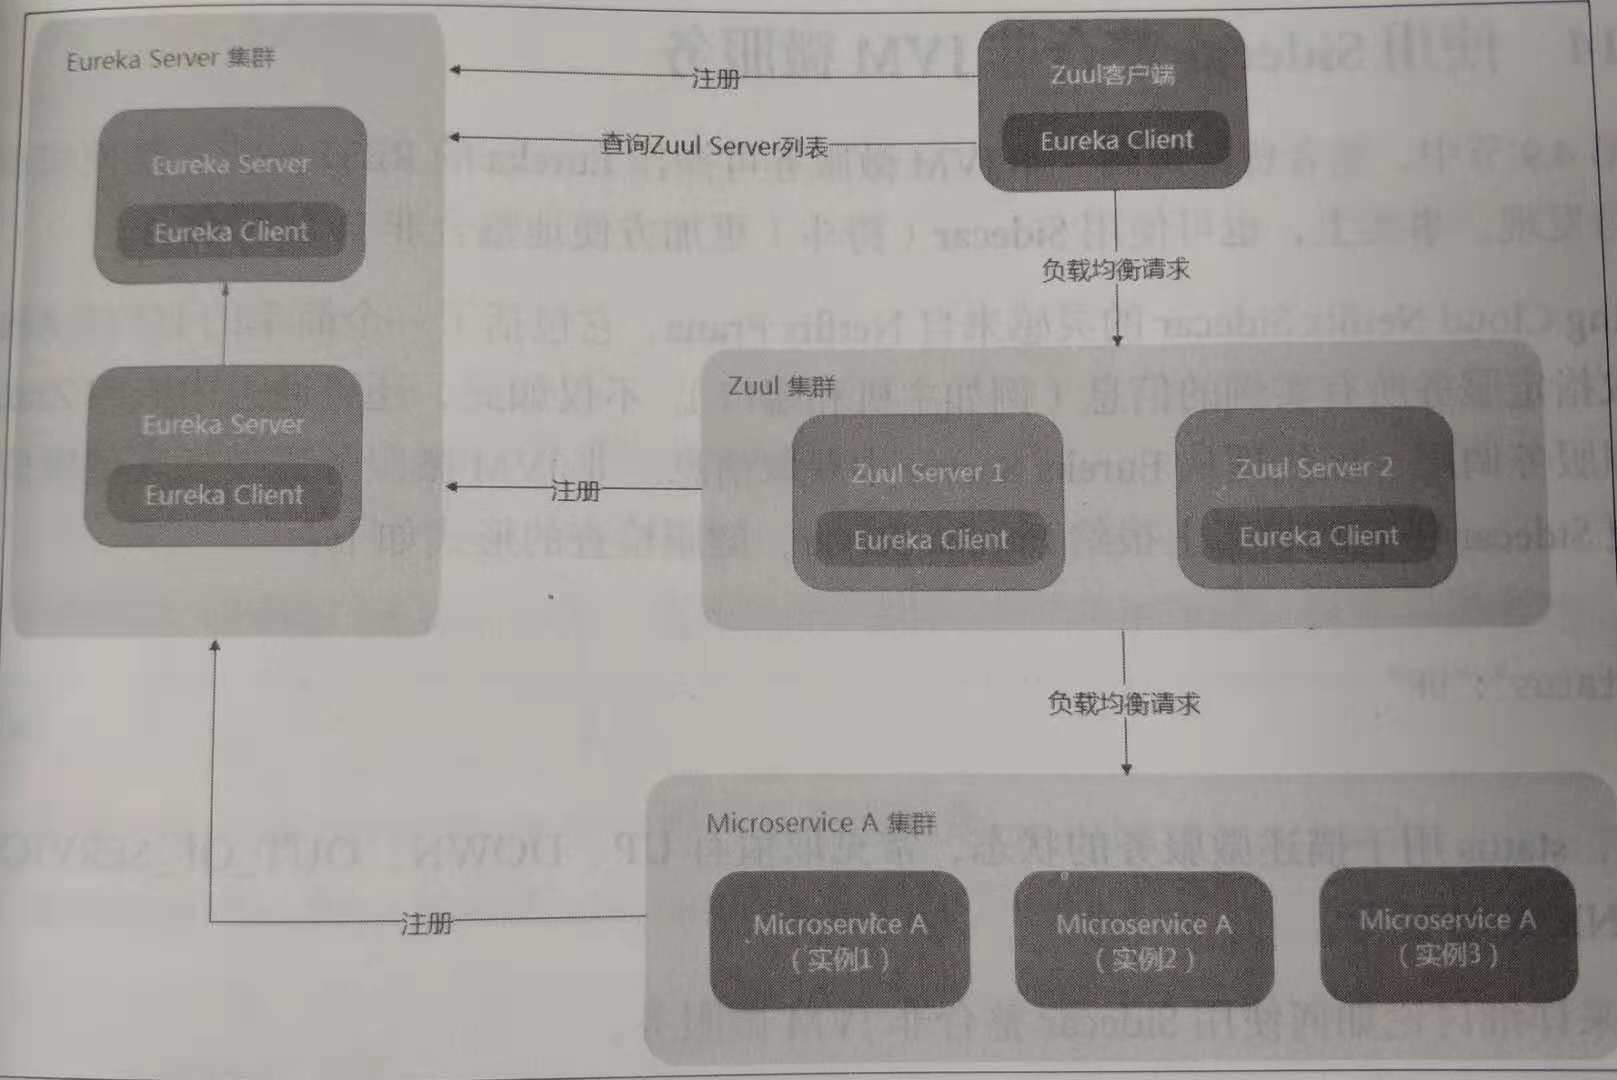 Eureka Server 集群
Eureka Server
Eureka Client
Eureka Server
Eureka Client
注册
查询Zuul Server列表
Zuul客户端
Eureka Client
负载均衡请求
Zuul 集群
Zuul Server 1
Eureka Client
Zuul Server 2
Eureka Client
注册
负载均衡请求
Microservice A 集群
Microservice A
（实例1）
Microservice A
（实例2）
Microservice A
（实例3）
注册